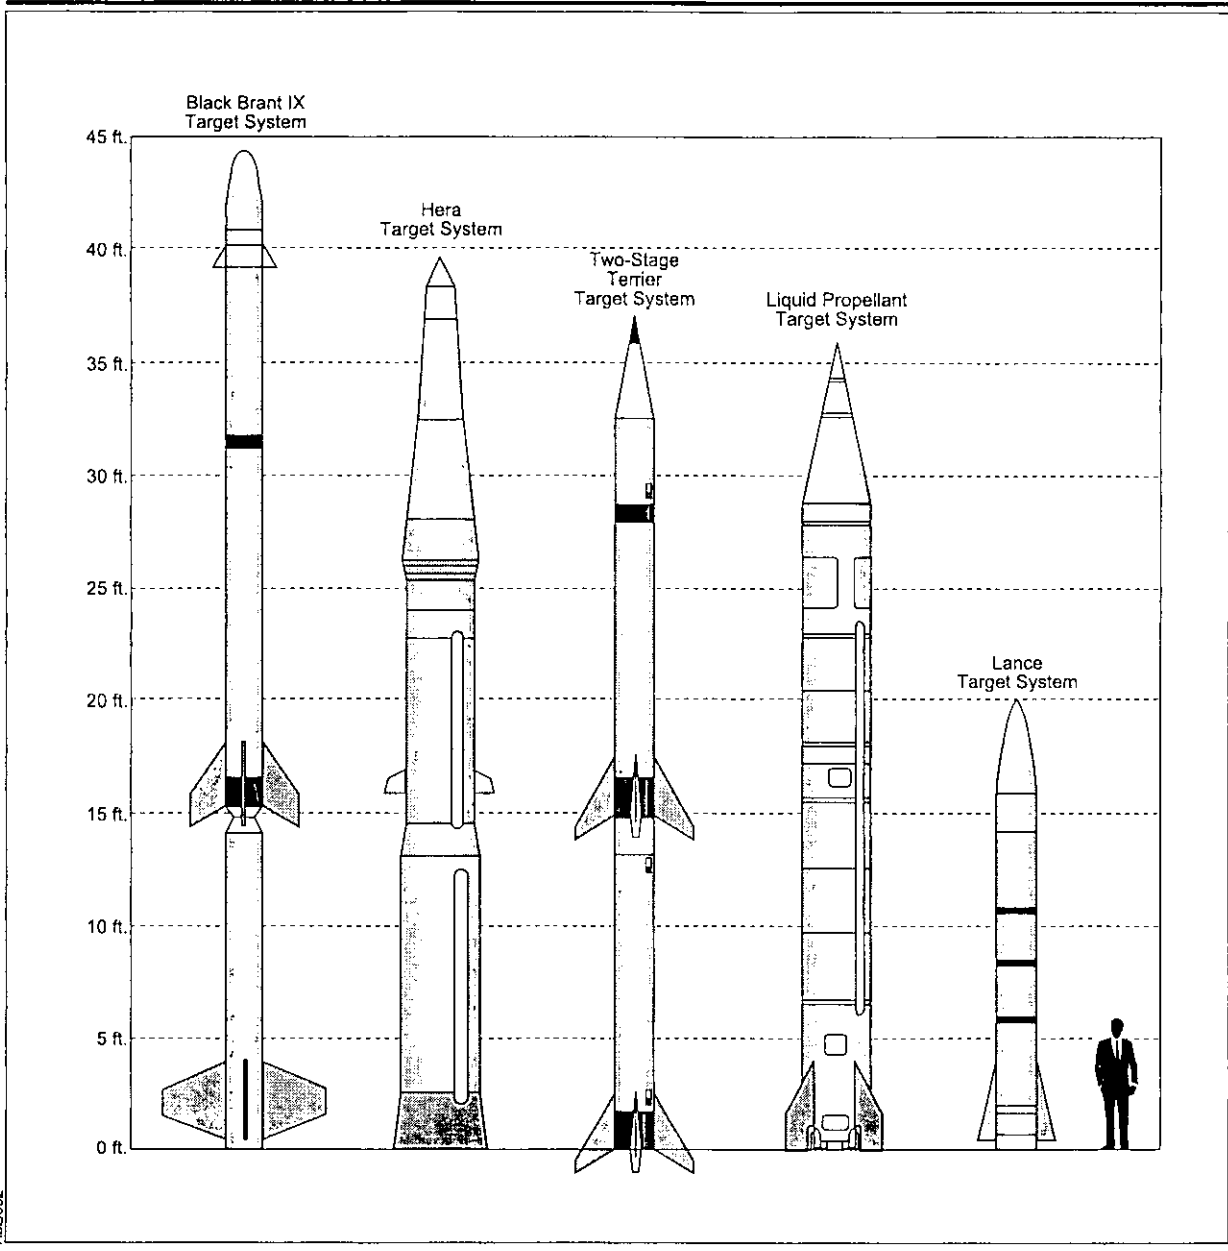 Black Brant IX
Target System
45 ft.
Hera
Target System
40 ft.
Two-Stage
Terrier
Target System
Liquid Propellant
Target System
35 ft.
30 ft.
25 ft.
Lance
Target System
20 ft.
15 ft.
10 ft.
5 ft.
0 ft.